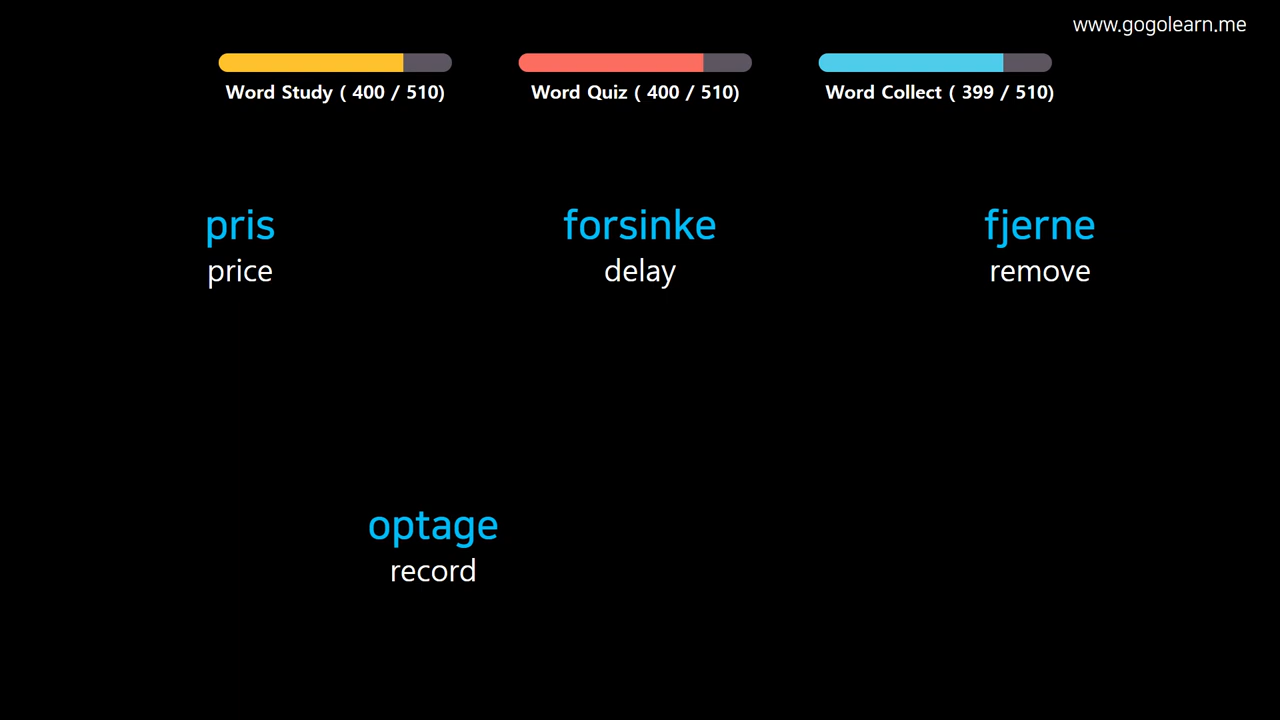 www.gogolearn.me
Word Study ( 400 / 510)
Word Quiz ( 400 / 510)
Word Collect ( 399 / 510)
pris
price
forsinke
delay
fjerne
remove
optage
record